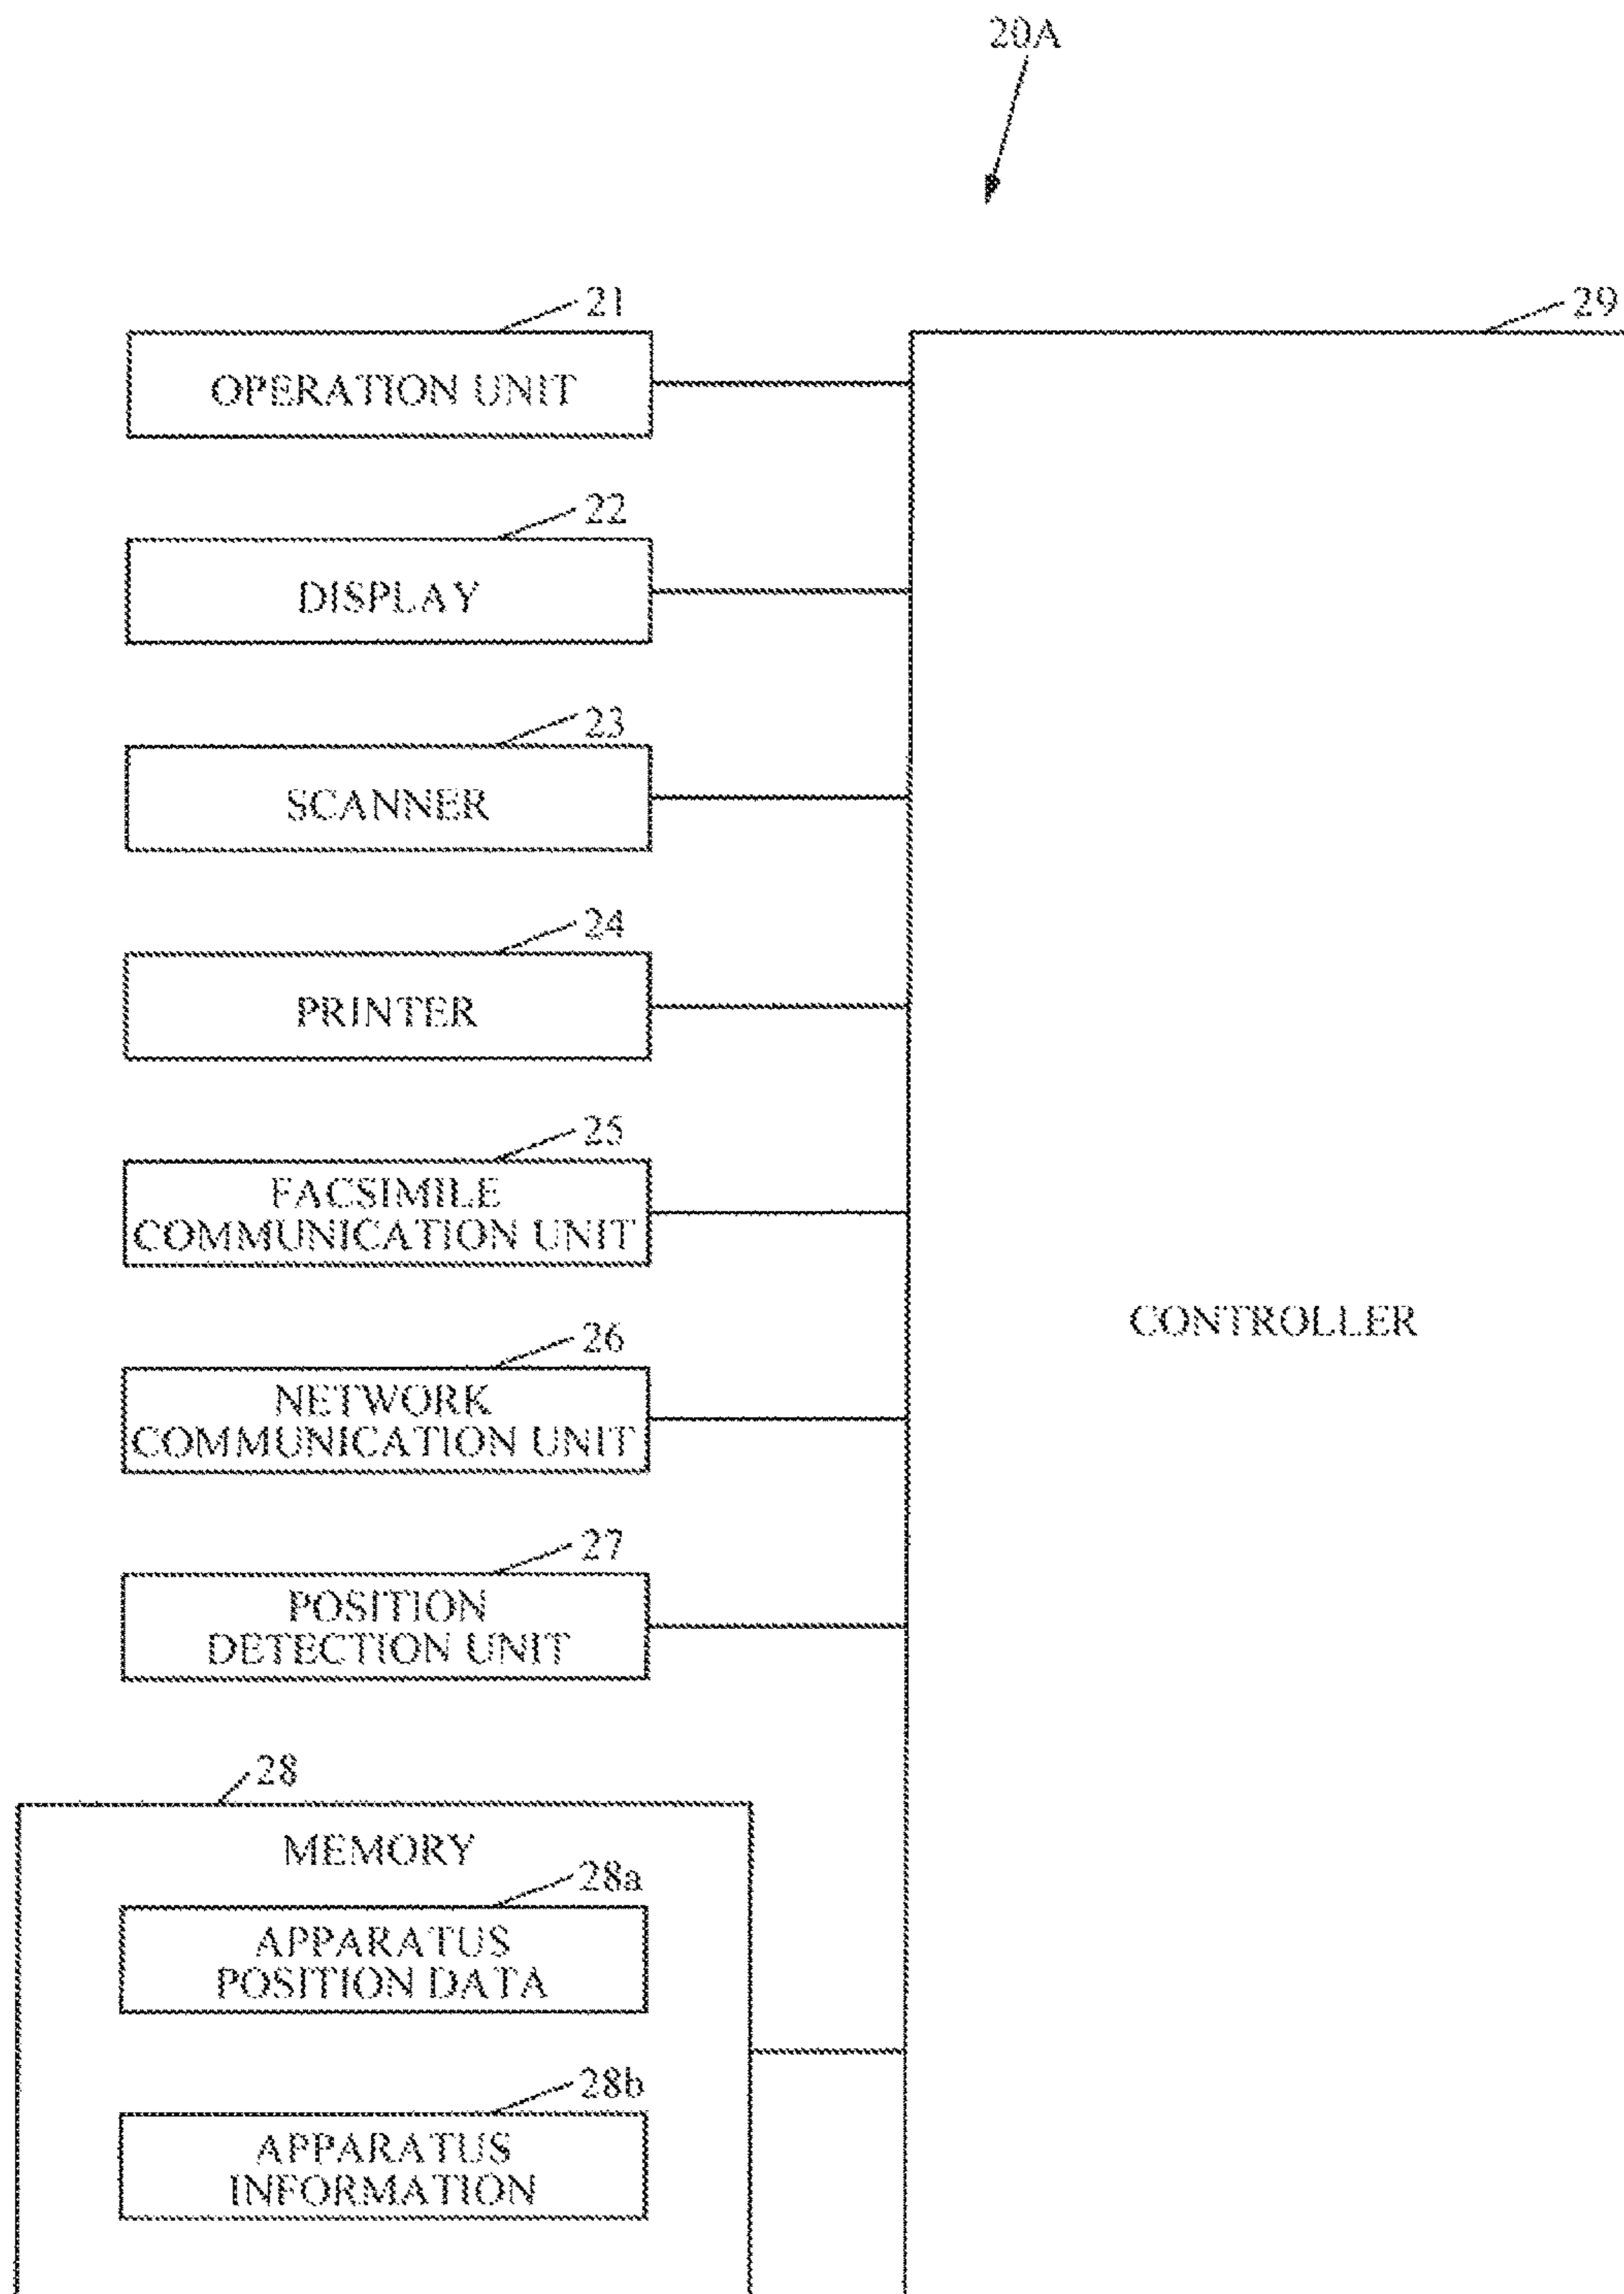 20A
21
29
OPERATION UNIT
22
DISPLAY
23
SCANNER
24
PRINTER
25
FACSIMILE
COMMUNICATION UNIT
CONTROLLER
26
NETWORK
COMMUNICATION UNIT
27
POSITION
DETECTION UNIT
28
MEMORY
28a
APPARATUS
POSITION DATA
28b
APPARATUS
INFORMATION